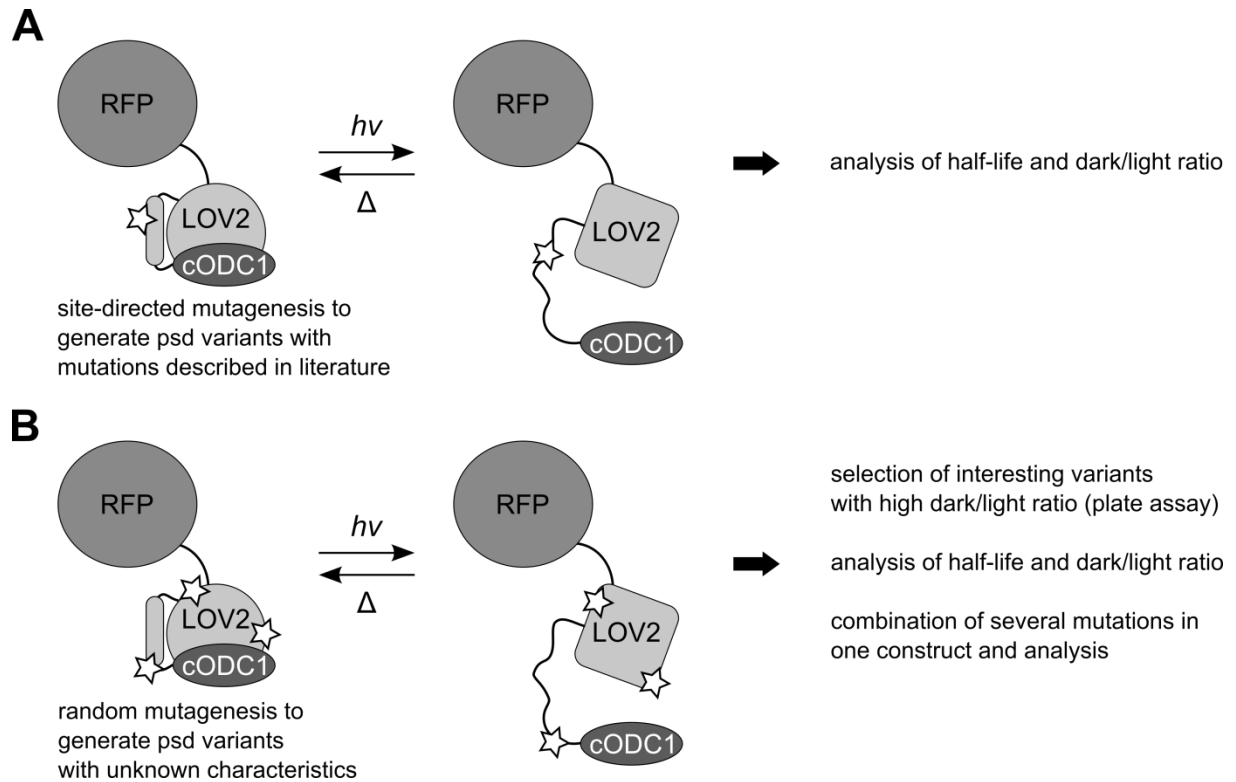 A
RFP
LOV2
cODC1
hν
Δ
RFP
LOV2
cODC1
analysis of half-life and dark/light ratio
site-directed mutagenesis to
generate psd variants with
mutations described in literature
B
RFP
LOV2
cODC1
hν
Δ
RFP
LOV2
cODC1
selection of interesting variants
with high dark/light ratio (plate assay)
analysis of half-life and dark/light ratio
combination of several mutations in
one construct and analysis
random mutagenesis to
generate psd variants
with unknown characteristics